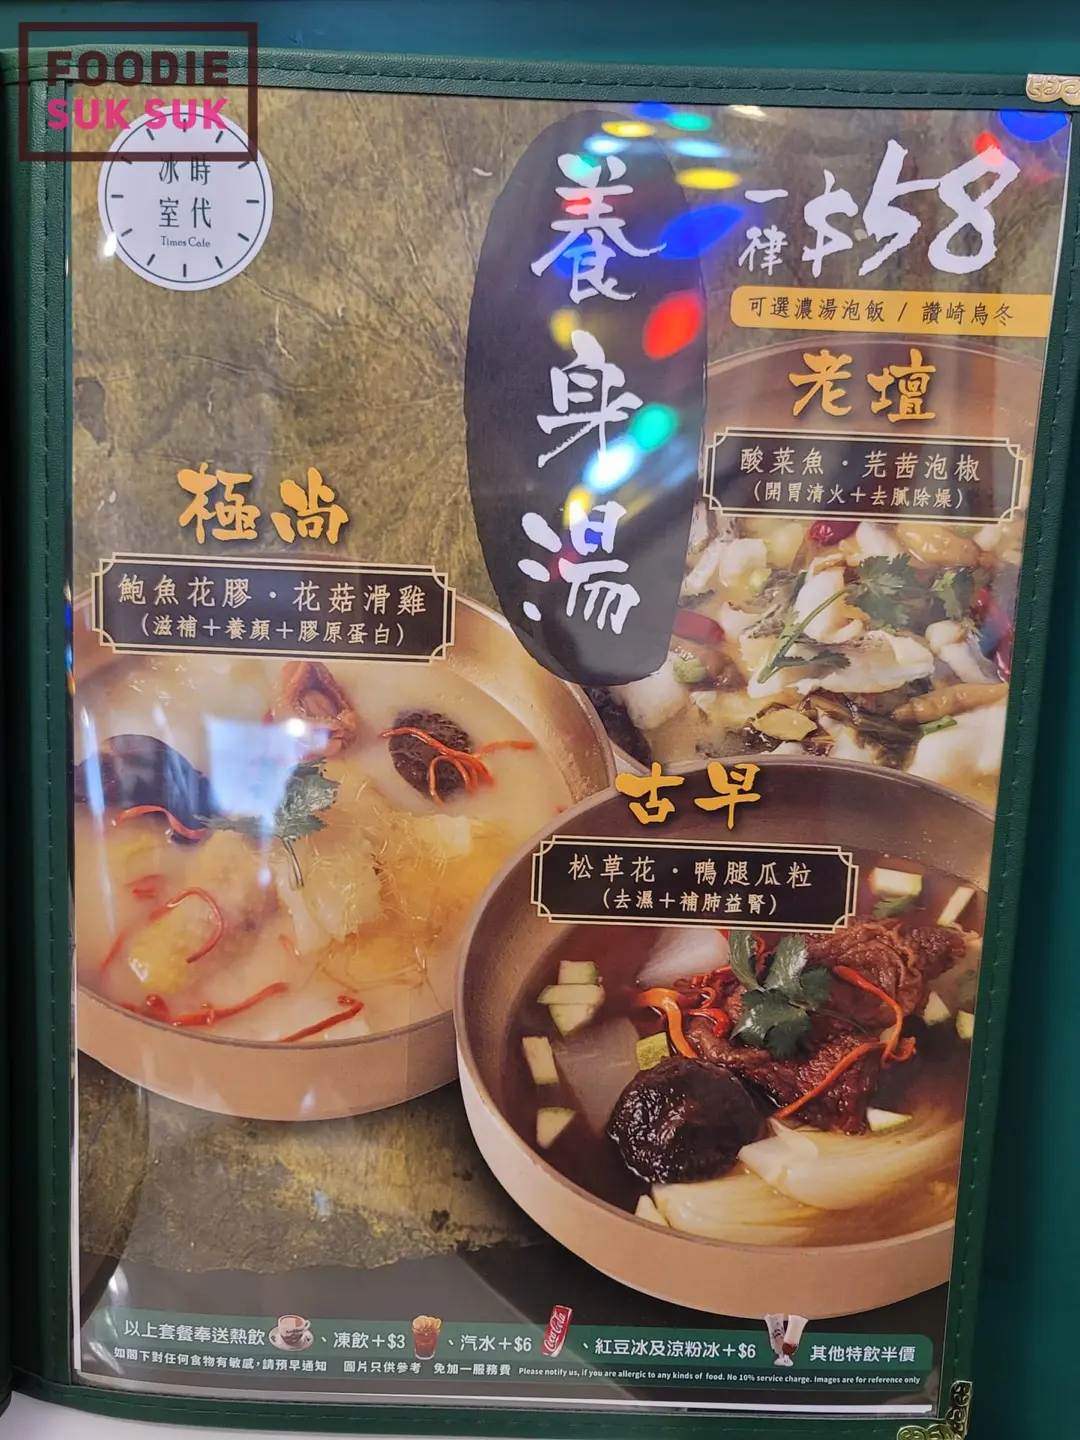 FOODIE
SUK SUK
冰時
室代
Times Cafe
養身湯
一律$58
可選濃湯泡飯 / 讚崎烏冬
老壇
酸菜魚・芫茜泡椒
(開胃清火＋去膩除燥)
極尚
鮑魚花膠・花菇滑雞
(滋補＋養顏＋膠原蛋白)
古早
松草花・鴨腿瓜粒
(去濕＋補肺益腎)
以上套餐奉送熱飲、凍飲＋$3、汽水＋$6、紅豆冰及涼粉冰＋$6 其他特飲半價
Coca-Cola
如閣下對任何食物有敏感，請預早通知 圖片只供參考 免加一服務費 Please notify us, if you are allergic to any kinds of food. No 10% service charge. Images are for reference only